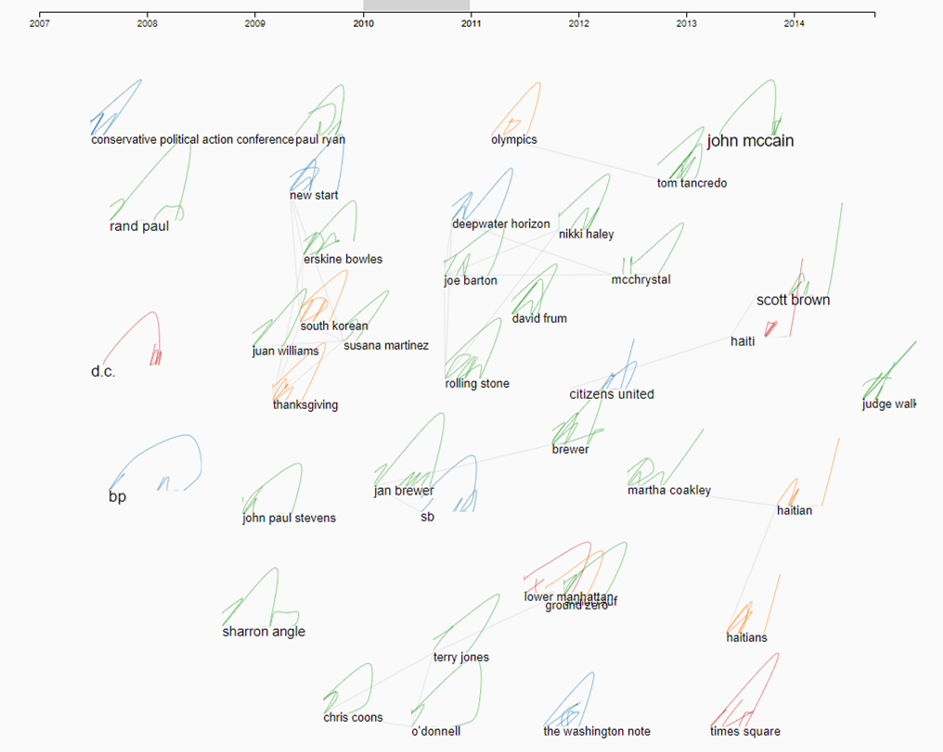 2007 2008 2009 2010 2011 2012 2013 2014
conservative political action conference paul ryan olympics john mccain
tom tancredo
new start
rand paul deepwater horizon nikki haley
erskine bowles
joe barton mcchrystal
scott brown
david frum
south korean
haiti
juan williams susana martinez
d.c.
rolling stone
citizens united
thanksgiving judge walk
brewer
jan brewer martha coakley
bp
haitian
john paul stevens sb
lower manhattan
ground zero
sharron angle
haitians
terry jones
chris coons
o'donnell the washington note times square